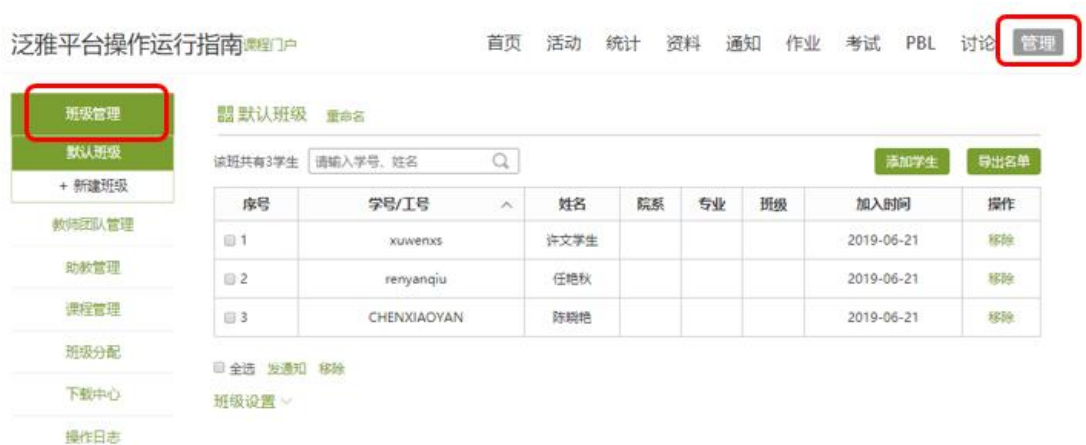 泛雅平台操作运行指南 课程门户 首页 活动 统计 资料 通知 作业 考试 PBL 讨论 管理
班级管理
默认班级
+ 新建班级
教师团队管理
助教管理
课程管理
班级分配
下载中心
操作日志
默认班级 重命名
该班共有3学生 请输入学号、姓名 添加学生 导出名单
序号 学号/工号 姓名 院系 专业 班级 加入时间 操作
1 xuwenxs 许文学生 2019-06-21 移除
2 renyanqiu 任艳秋 2019-06-21 移除
3 CHENXIAOYAN 陈晓艳 2019-06-21 移除
全选 发通知 移除
班级设置